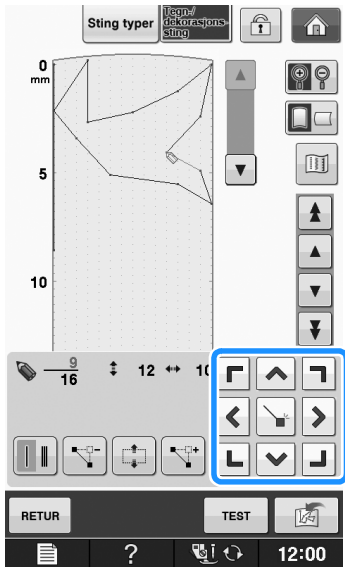 Sting typer
Tegn-/
dekorasjons-
sting
0
mm
5
10
9
16
12
10
RETUR
TEST
?
12:00